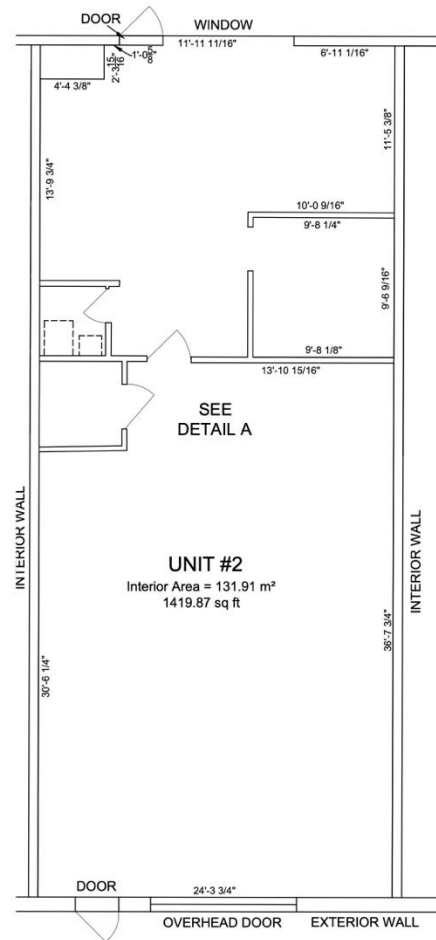 DOOR
WINDOW
11'-11 11/16"
6'-11 1/16"
1'-0 5/8"
2'-3 15/16"
4'-4 3/8"
11'-5 3/8"
13'-9 3/4"
10'-0 9/16"
9'-8 1/4"
9'-6 9/16"
9'-8 1/8"
13'-10 15/16"
SEE
DETAIL A
INTERIOR WALL
INTERIOR WALL
UNIT #2
Interior Area = 131.91 m²
1419.87 sq ft
30'-6 1/4"
36'-7 3/4"
DOOR
24'-3 3/4"
OVERHEAD DOOR
EXTERIOR WALL